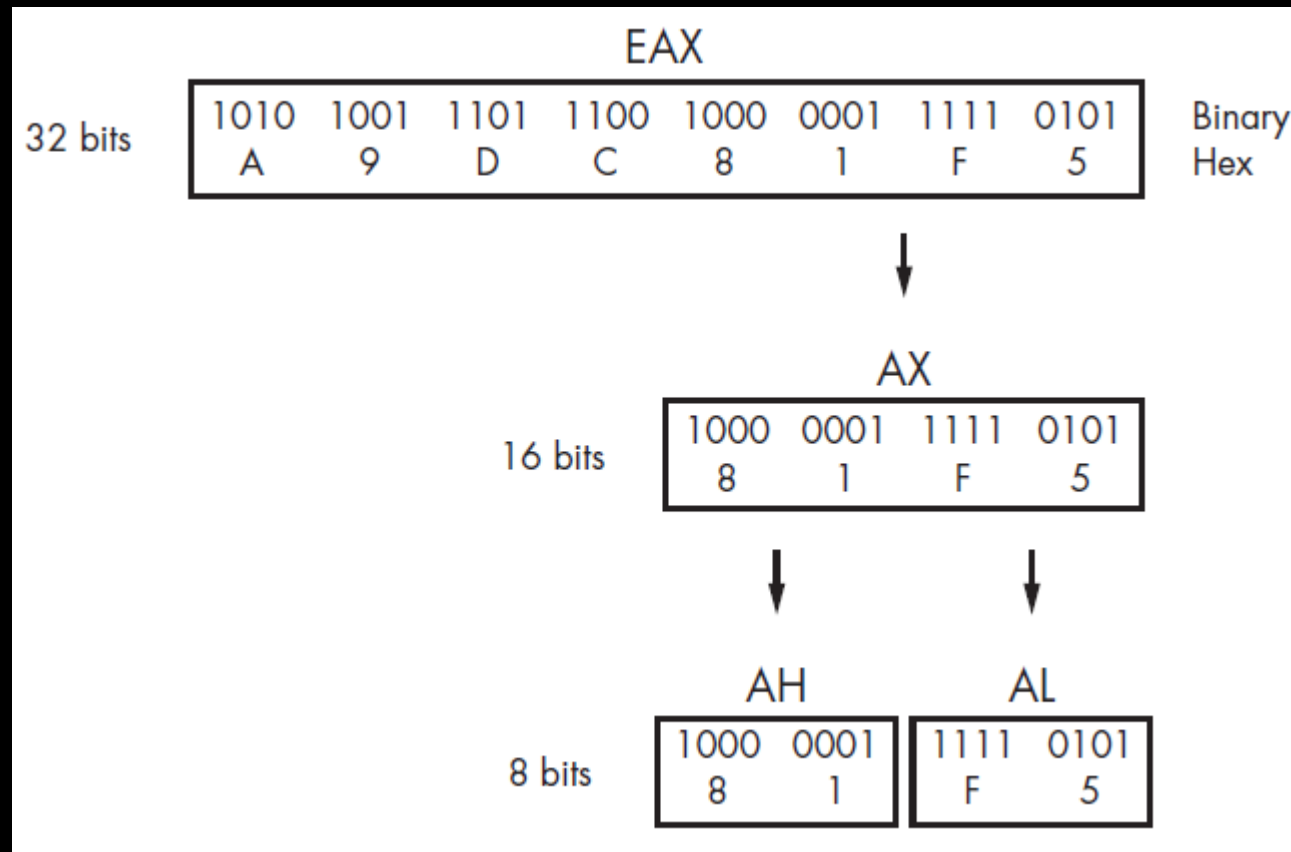 EAX
32 bits
1010 1001 1101 1100 1000 0001 1111 0101 Binary
A 9 D C 8 1 F 5 Hex
AX
16 bits
1000 0001 1111 0101
8 1 F 5
AH AL
8 bits
1000 0001 1111 0101
8 1 F 5